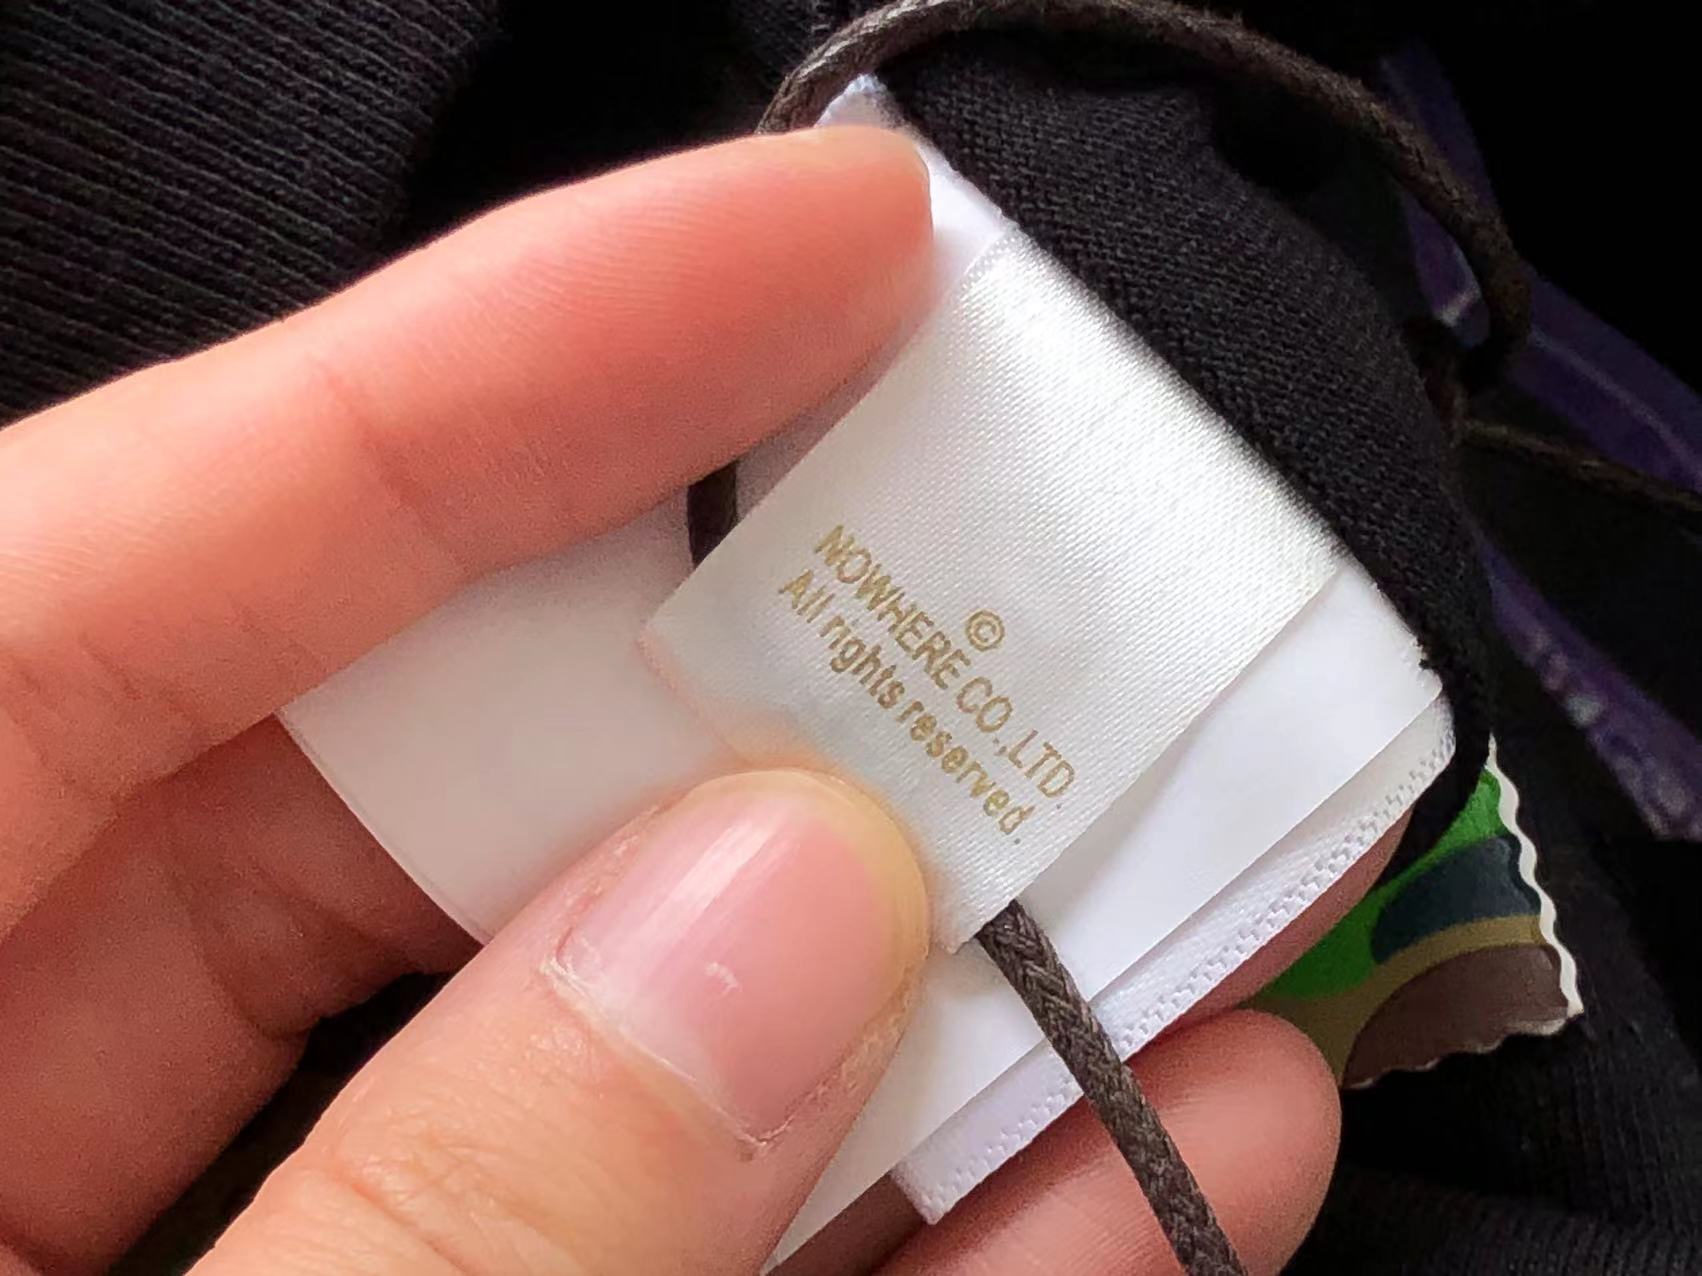 ©
NOWHERE CO.,LTD.
All rights reserved.